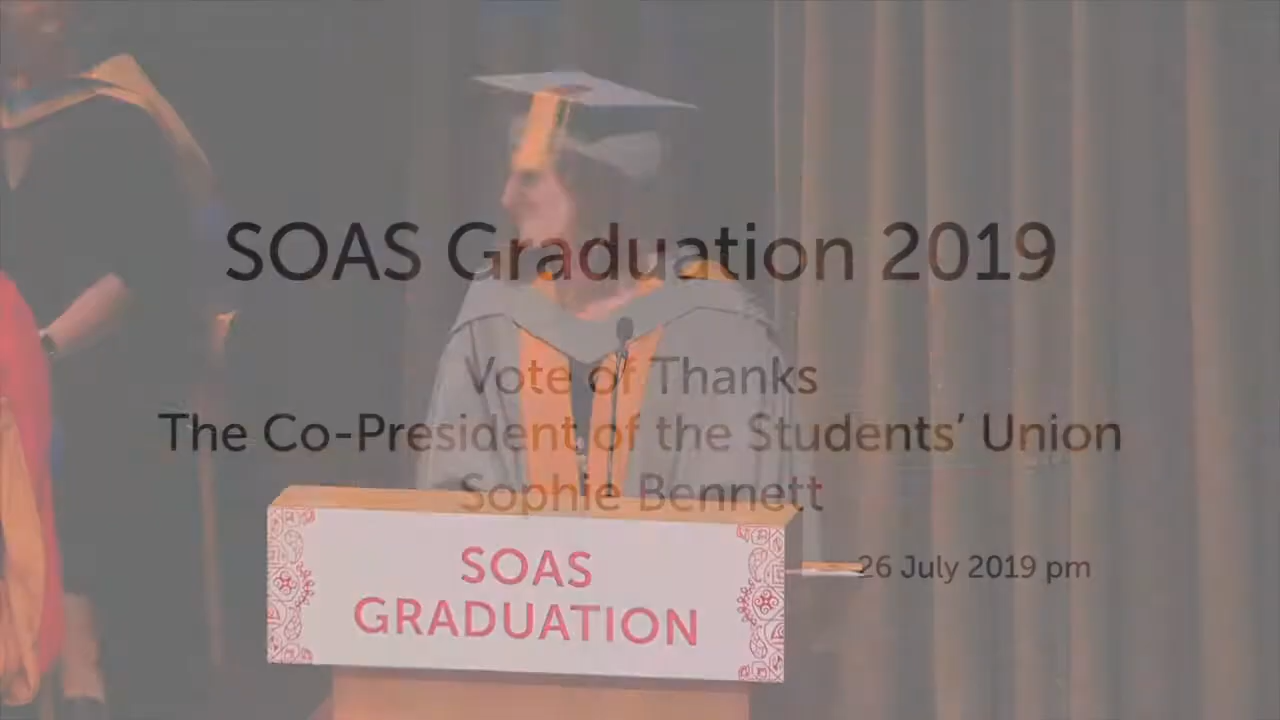 SOAS Graduation 2019
Vote of Thanks
The Co-President of the Students’ Union
Sophie Bennett
26 July 2019 pm
SOAS
GRADUATION